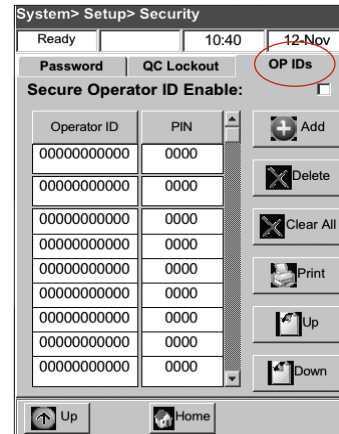 System> Setup> Security
Ready 10:40 12-Nov
Password QC Lockout OP IDs
Secure Operator ID Enable:
Operator ID PIN Add
00000000000 0000
00000000000 0000 Delete
00000000000 0000 Clear All
00000000000 0000
00000000000 0000 Print
00000000000 0000
00000000000 0000 Up
00000000000 0000
00000000000 0000 Down
Up Home